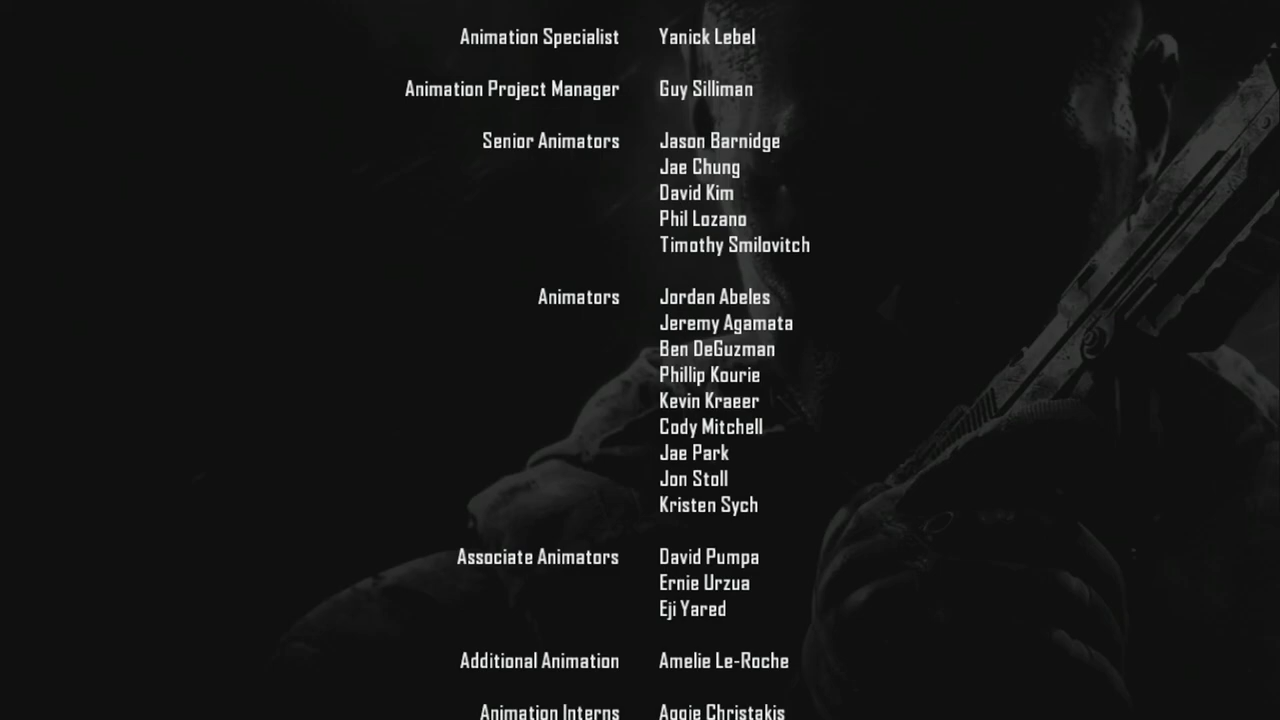 Animation Specialist Yanick Lebel
Animation Project Manager Guy Silliman
Senior Animators Jason Barnidge
Jae Chung
David Kim
Phil Lozano
Timothy Smilovitch
Animators Jordan Abeles
Jeremy Agamata
Ben DeGuzman
Phillip Kourie
Kevin Kraeer
Cody Mitchell
Jae Park
Jon Stoll
Kristen Sych
Associate Animators David Pumpa
Ernie Urzua
Eji Yared
Additional Animation Amelie Le-Roche
Animation Interns Aggie Christakis